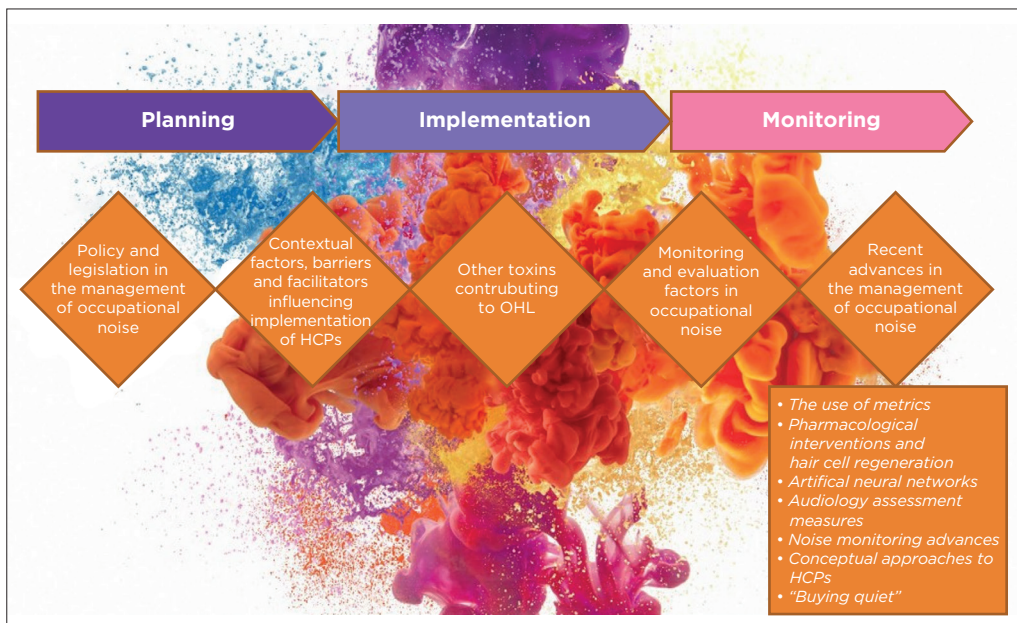 Planning
Implementation
Monitoring
Policy and
legislation in
the management
of occupational
noise
Contextual
factors, barriers
and facilitators
influencing
implementation
of HCPs
Other toxins
contrubuting
to OHL
Monitoring
and evaluation
factors in
occupational
noise
Recent
advances in
the management
of occupational
noise
• The use of metrics
• Pharmacological
interventions and
hair cell regeneration
• Artifical neural networks
• Audiology assessment
measures
• Noise monitoring advances
• Conceptual approaches to
HCPs
• “Buying quiet”